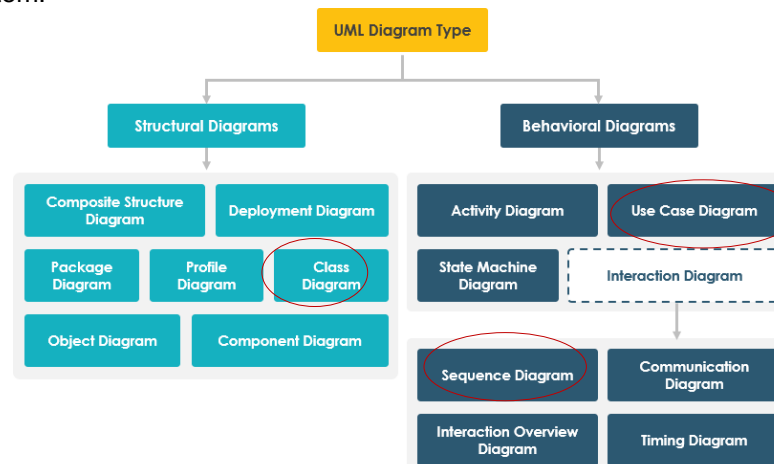 UML Diagram Type
Structural Diagrams
Behavioral Diagrams
Composite Structure
Diagram
Deployment Diagram
Activity Diagram
Use Case Diagram
Package
Diagram
Profile
Diagram
Class
Diagram
State Machine
Diagram
Interaction Diagram
Object Diagram
Component Diagram
Sequence Diagram
Communication
Diagram
Interaction Overview
Diagram
Timing Diagram